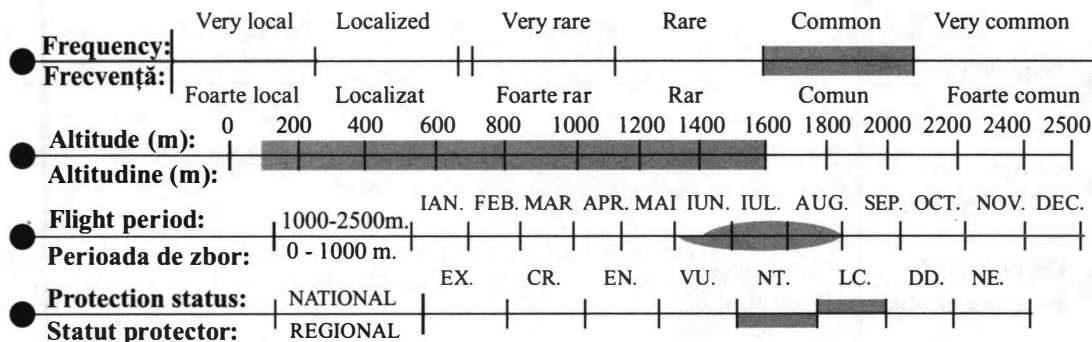 Very local Localized Very rare Rare Common Very common
Frequency:
Frecvență:
Foarte local Localizat Foarte rar Rar Comun Foarte comun
0 200 400 600 800 1000 1200 1400 1600 1800 2000 2200 2400 2500
Altitude (m):
Altitudine (m):
IAN. FEB. MAR APR. MAI IUN. IUL. AUG. SEP. OCT. NOV. DEC.
Flight period: 1000-2500m.
Perioada de zbor: 0 - 1000 m.
EX. CR. EN. VU. NT. LC. DD. NE.
Protection status: NATIONAL
Statut protector: REGIONAL